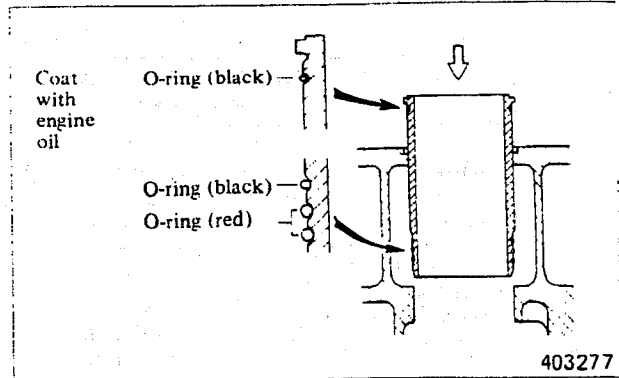 Coat
with
engine
oil
O-ring (black)
O-ring (black)
O-ring (red)
403277